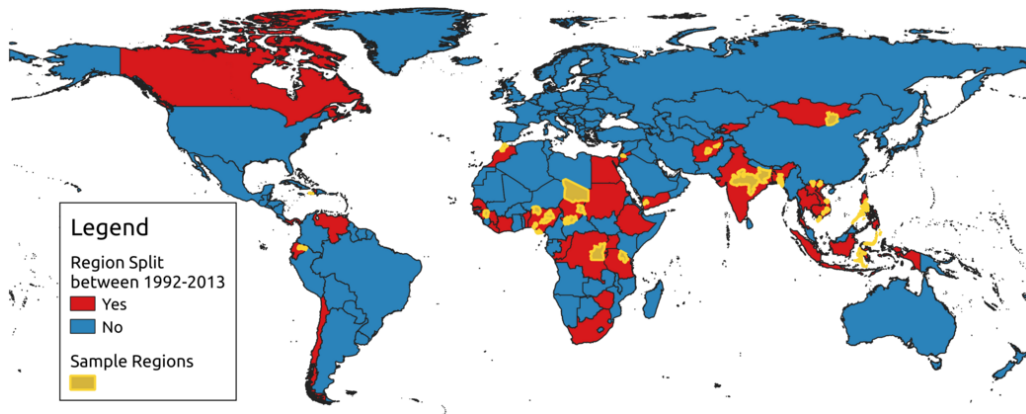 Legend
Region Split
between 1992-2013
Yes
No
Sample Regions